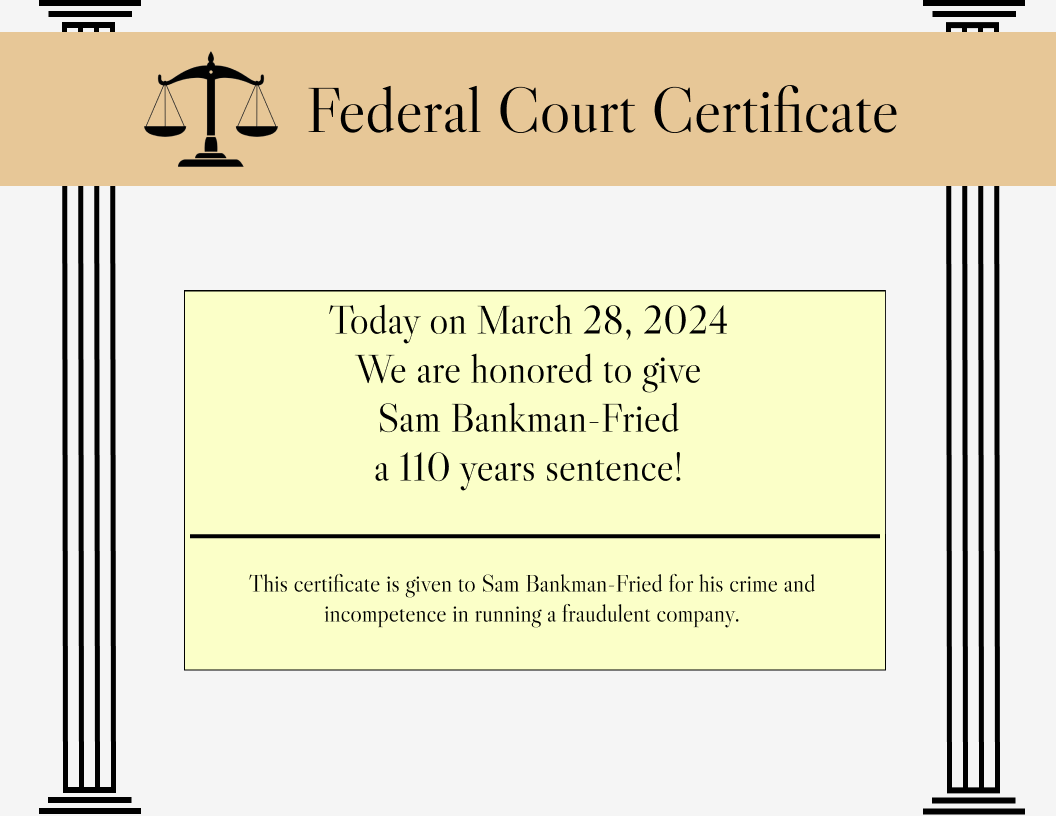 Federal Court Certificate
Today on March 28, 2024
We are honored to give
Sam Bankman-Fried
a 110 years sentence!
This certificate is given to Sam Bankman-Fried for his crime and
incompetence in running a fraudulent company.